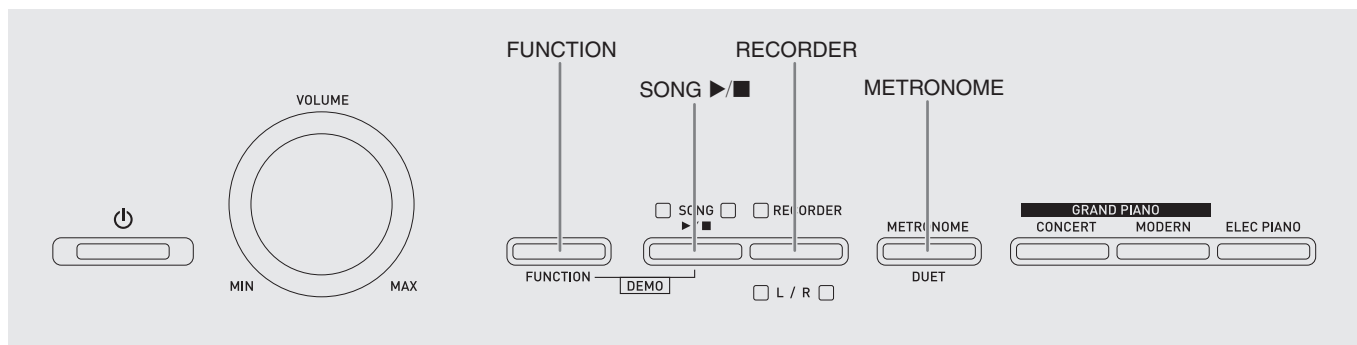 FUNCTION RECORDER
SONG ▶/■ METRONOME
VOLUME
MIN MAX
SONG RECORDER
▶/■
FUNCTION
DEMO
L / R
METRONOME
DUET
GRAND PIANO
CONCERT MODERN ELEC PIANO